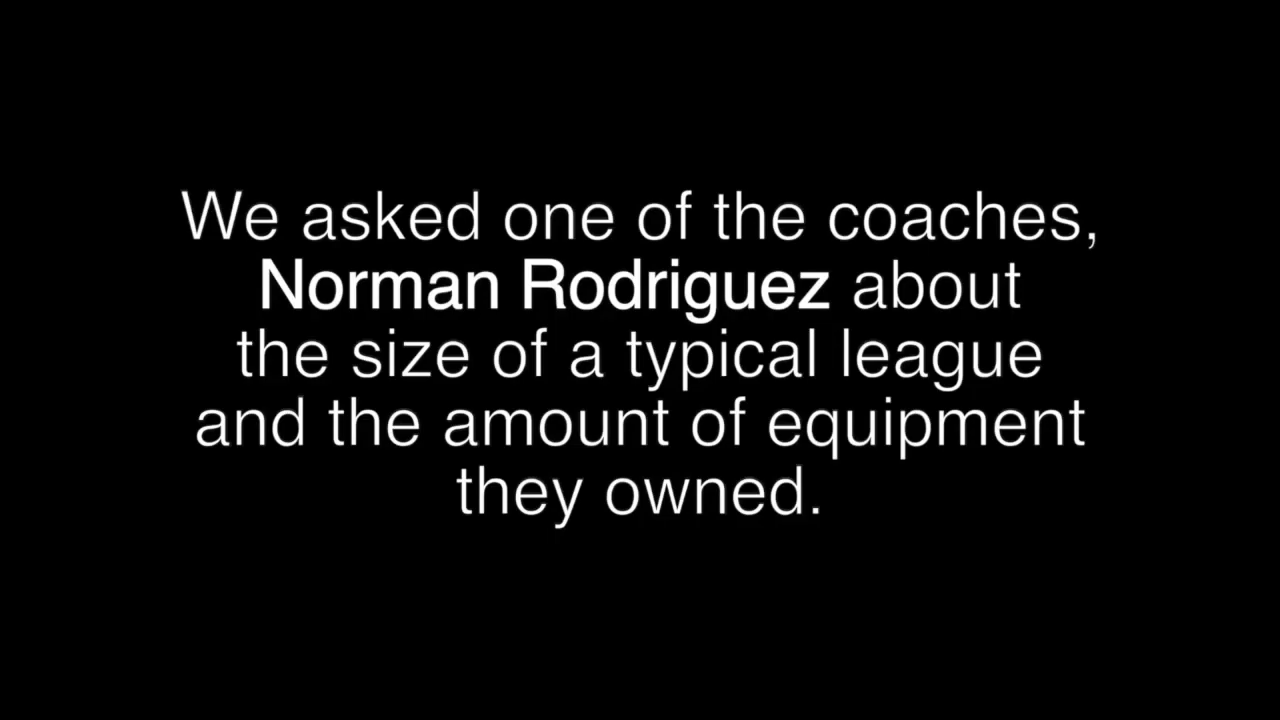 We asked one of the coaches,
Norman Rodriguez about
the size of a typical league
and the amount of equipment
they owned.